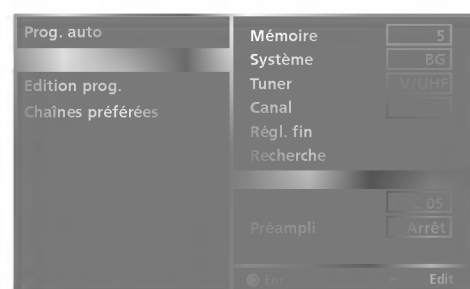 Prog. auto
Edition prog.
Chaînes préférées
Mémoire 5
Système BG
Tuner V/UHF
Canal
Régl. fin
Recherche
C 05
Préampli Arrêt
Enr.
Edit